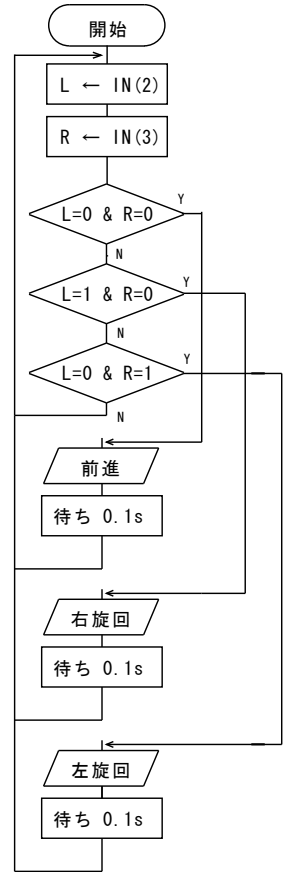 開始
L ← IN(2)
R ← IN(3)
L=0 & R=0
Y
N
L=1 & R=0
Y
N
L=0 & R=1
Y
N
前進
待ち 0.1s
右旋回
待ち 0.1s
左旋回
待ち 0.1s